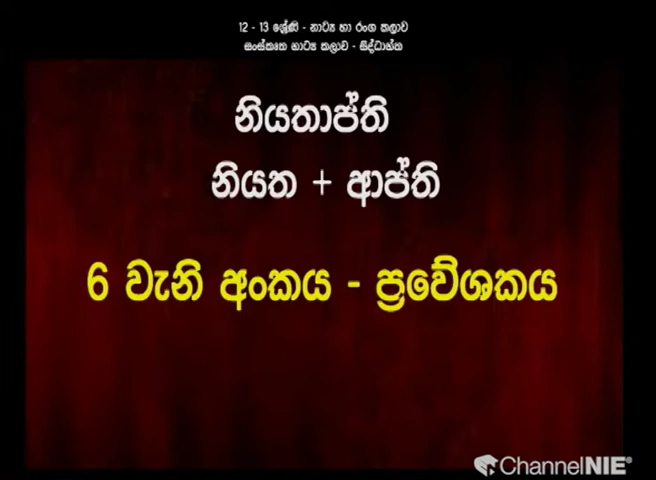 12 - 13 ශ්‍රේණි - නාට්‍ය හා රංග කලාව
සංස්කෘත නාට්‍ය කලාව - සිද්ධාන්ත
නියතාප්ති
නියත + ආප්ති
6 වැනි අංකය - ප්‍රවේශකය
ChannelNIE®